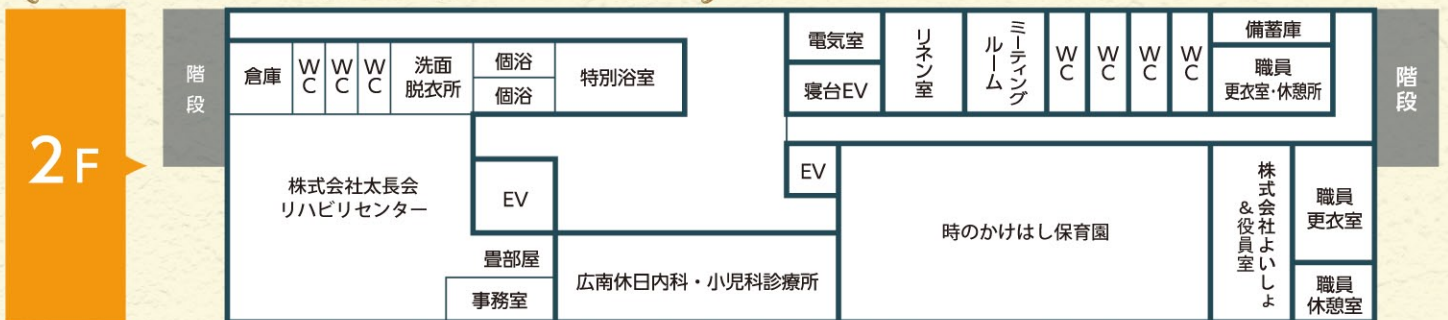 2F
階段
倉庫
WC
WC
WC
洗面
脱衣所
個浴
個浴
特別浴室
電気室
寝台EV
リネン室
ミーティング
ルーム
WC
WC
WC
WC
備蓄庫
職員
更衣室・休憩所
階段
株式会社太長会
リハビリセンター
EV
畳部屋
事務室
広南休日内科・小児科診療所
EV
時のかけはし保育園
株式会社よいしょ
&役員室
職員
更衣室
職員
休憩室